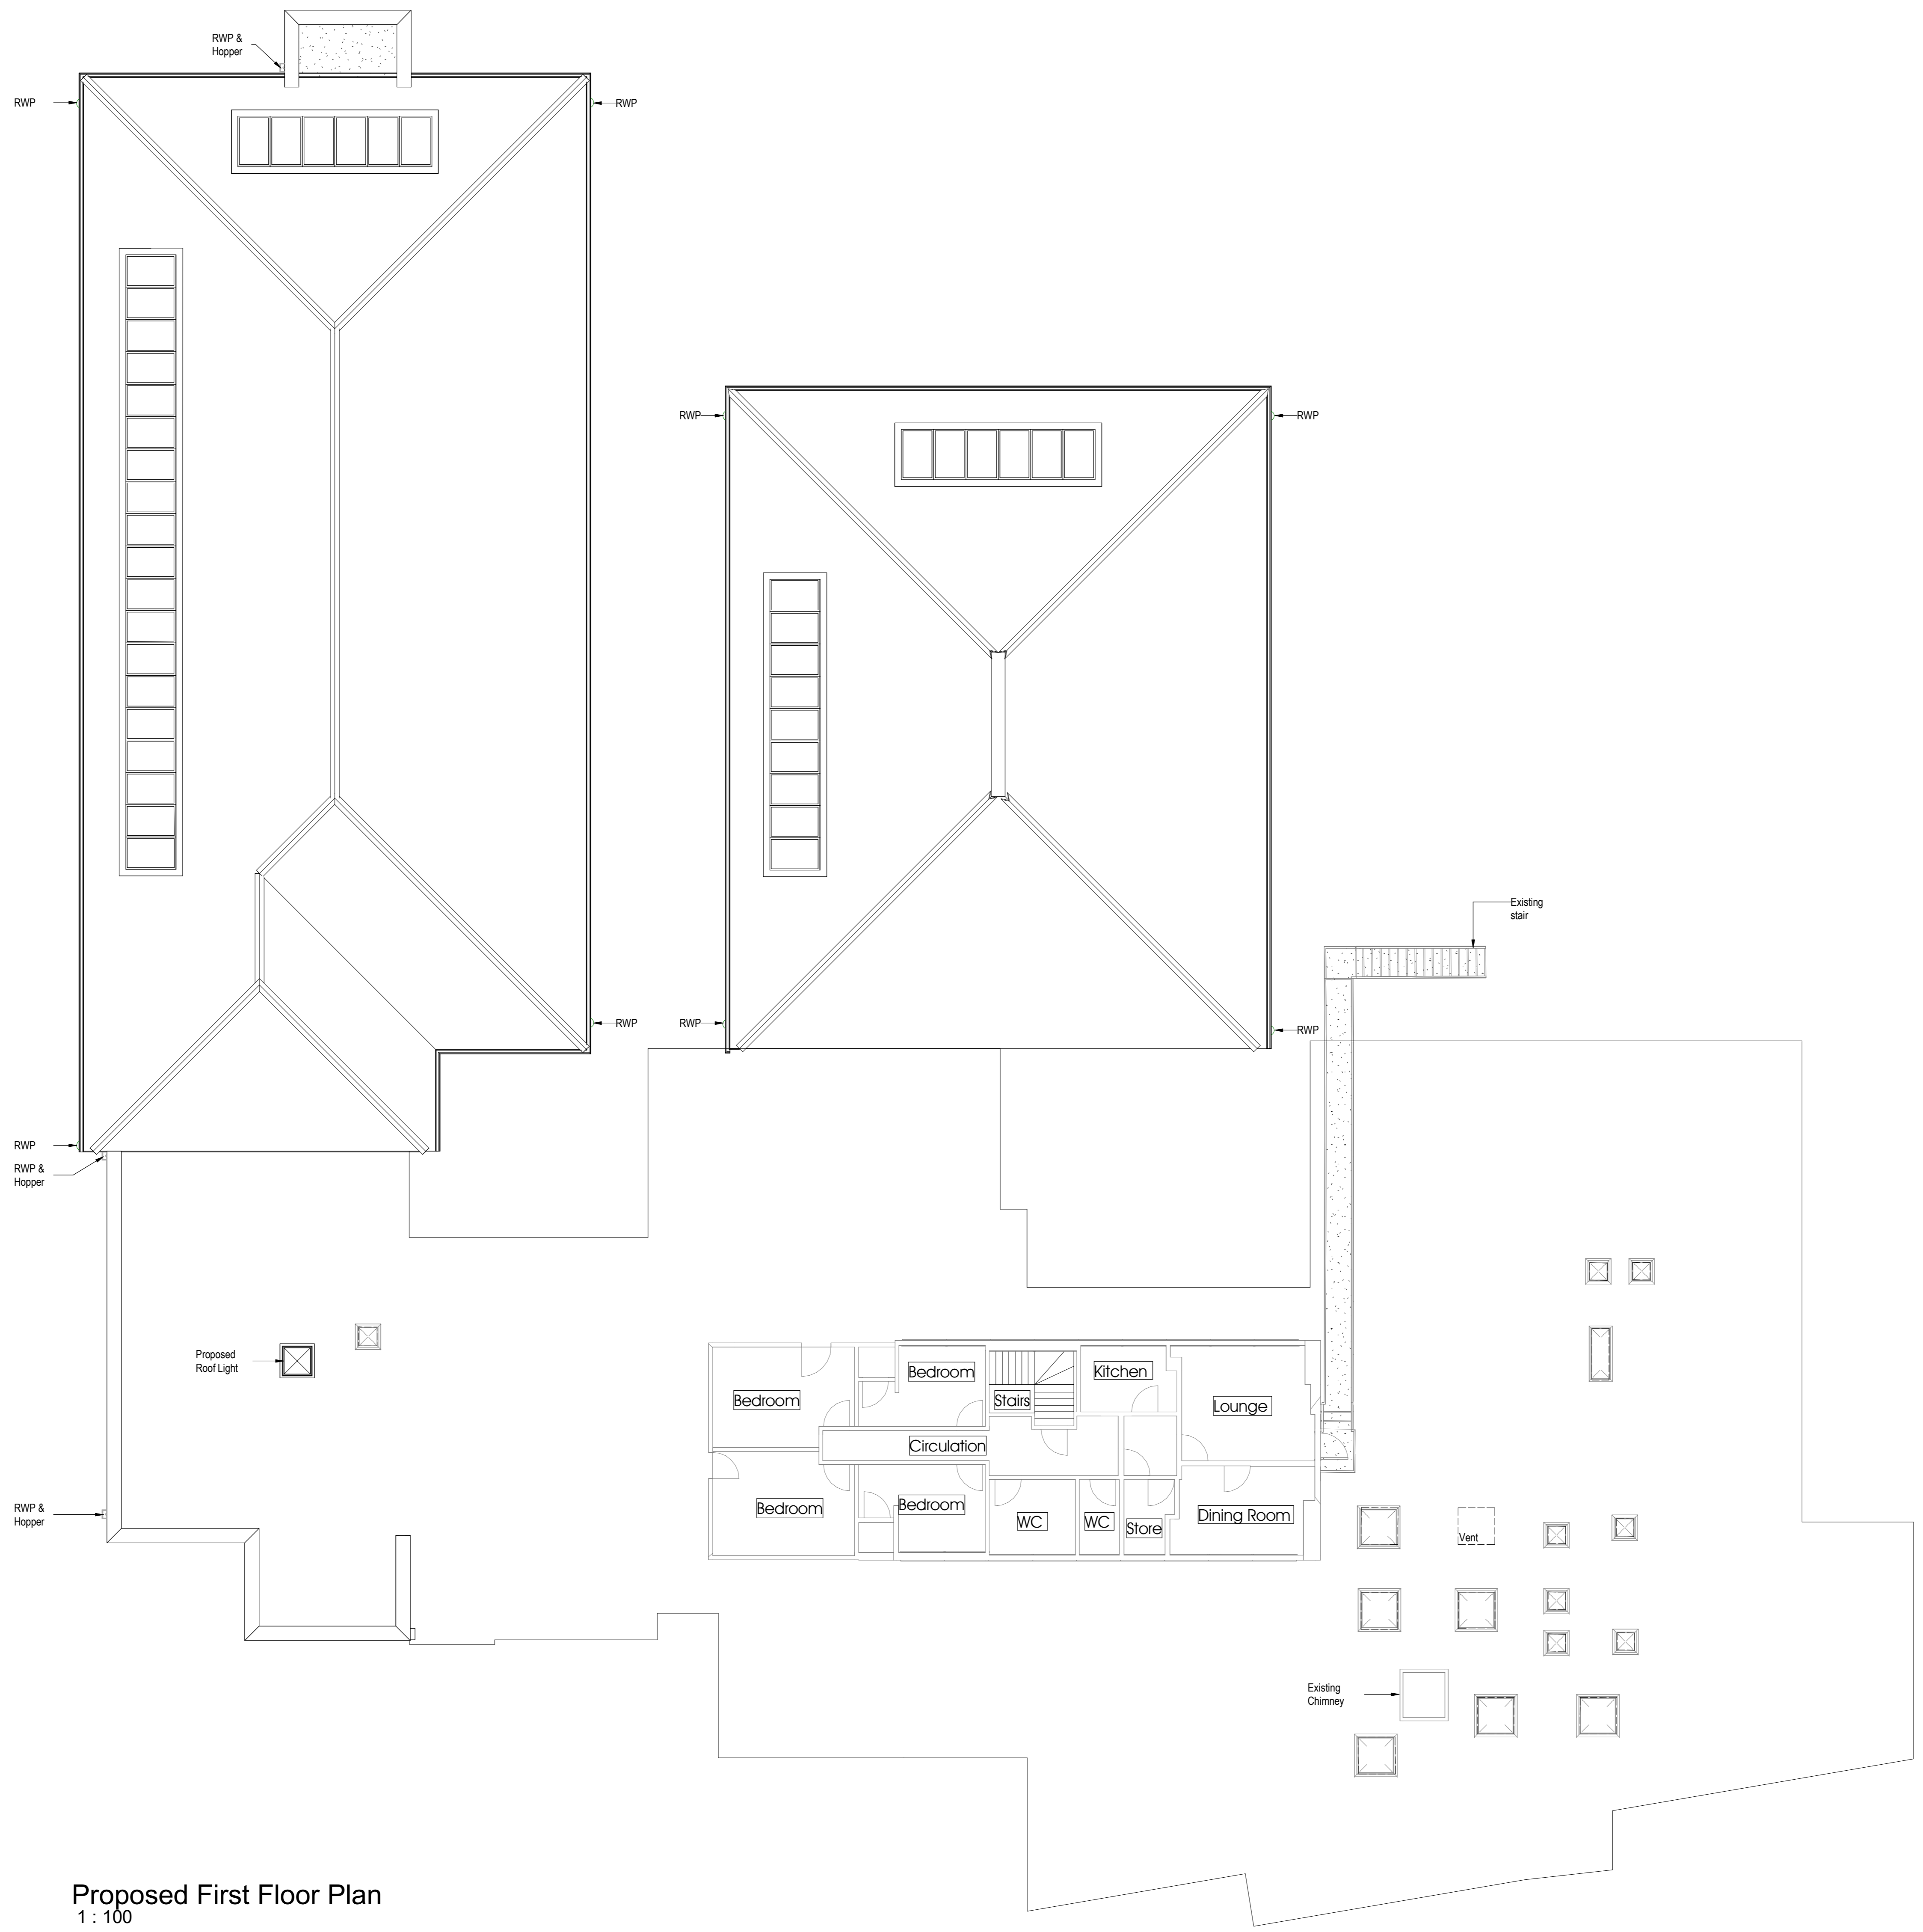 RWP &
Hopper
RWP
RWP
RWP
RWP
Existing
stair
RWP
RWP
RWP
RWP
RWP &
Hopper
Proposed
Roof Light
Bedroom
Bedroom
Stairs
Kitchen
Lounge
Circulation
Bedroom
Bedroom
WC
WC
Store
Dining Room
RWP &
Hopper
Vent
Existing
Chimney
Proposed First Floor Plan
1 : 100